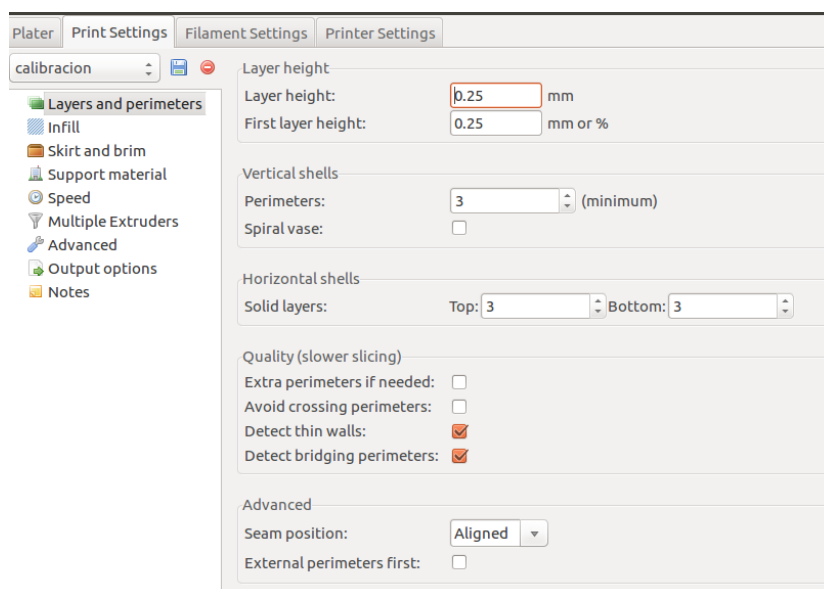 Plater Print Settings Filament Settings Printer Settings
calibracion
Layers and perimeters
Infill
Skirt and brim
Support material
Speed
Multiple Extruders
Advanced
Output options
Notes
Layer height
Layer height: 0.25 mm
First layer height: 0.25 mm or %
Vertical shells
Perimeters: 3 (minimum)
Spiral vase:
Horizontal shells
Solid layers: Top: 3 Bottom: 3
Quality (slower slicing)
Extra perimeters if needed:
Avoid crossing perimeters:
Detect thin walls:
Detect bridging perimeters:
Advanced
Seam position: Aligned
External perimeters first: